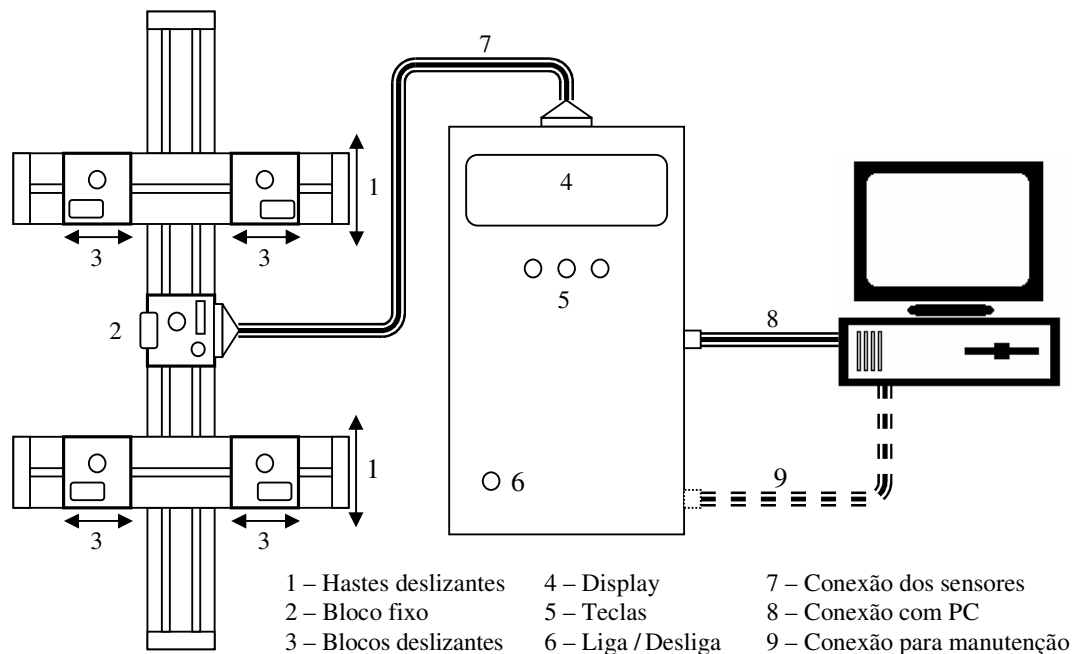 7
1
4
3
3
5
2
8
1
6
9
3
3
1 – Hastes deslizantes
4 – Display
7 – Conexão dos sensores
2 – Bloco fixo
5 – Teclas
8 – Conexão com PC
3 – Blocos deslizantes
6 – Liga / Desliga
9 – Conexão para manutenção